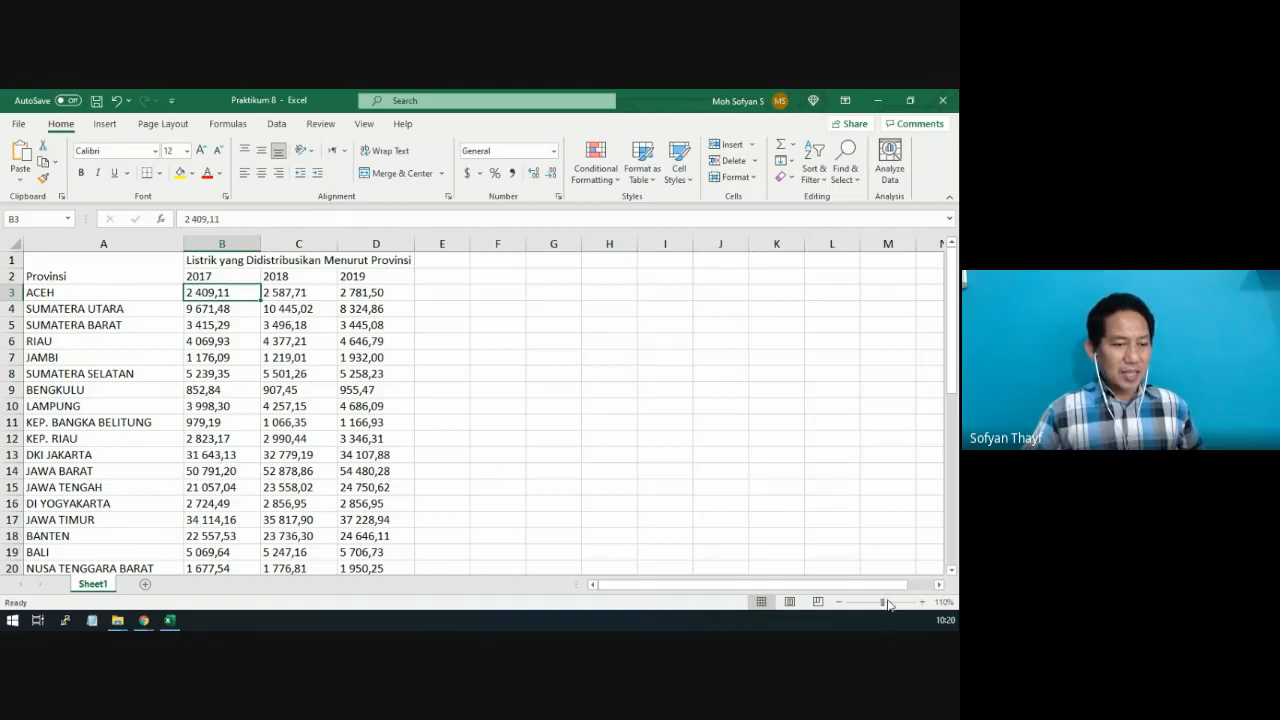 AutoSave Off Praktikum 8 - Excel Search Moh Sofyan S MS
File Home Insert Page Layout Formulas Data Review View Help Share Comments
Paste Calibri 12 Wrap Text General Conditional Format as Cell Insert Sort & Find & Analyze
B I U Merge & Center $ % Formatting Table Styles Delete Format Filter Select Data
Clipboard Font Alignment Number Styles Cells Editing Analysis
B3 fx 2 409,11
A B C D E F G H I J K L M N
1 Listrik yang Didistribusikan Menurut Provinsi
2 Provinsi 2017 2018 2019
3 ACEH 2 409,11 2 587,71 2 781,50
4 SUMATERA UTARA 9 671,48 10 445,02 8 324,86
5 SUMATERA BARAT 3 415,29 3 496,18 3 445,08
6 RIAU 4 069,93 4 377,21 4 646,79
7 JAMBI 1 176,09 1 219,01 1 932,00
8 SUMATERA SELATAN 5 239,35 5 501,26 5 258,23
9 BENGKULU 852,84 907,45 955,47
10 LAMPUNG 3 998,30 4 257,15 4 686,09
11 KEP. BANGKA BELITUNG 979,19 1 066,35 1 166,93
12 KEP. RIAU 2 823,17 2 990,44 3 346,31
13 DKI JAKARTA 31 643,13 32 779,19 34 107,88
14 JAWA BARAT 50 791,20 52 878,86 54 480,28
15 JAWA TENGAH 21 057,04 23 558,02 24 750,62
16 DI YOGYAKARTA 2 724,49 2 856,95 2 856,95
17 JAWA TIMUR 34 114,16 35 817,90 37 228,94
18 BANTEN 22 557,53 23 736,30 24 646,11
19 BALI 5 069,64 5 247,16 5 706,73
20 NUSA TENGGARA BARAT 1 677,54 1 776,81 1 950,25
Sheet1
Ready 110%
10:20
Sofyan Thayf